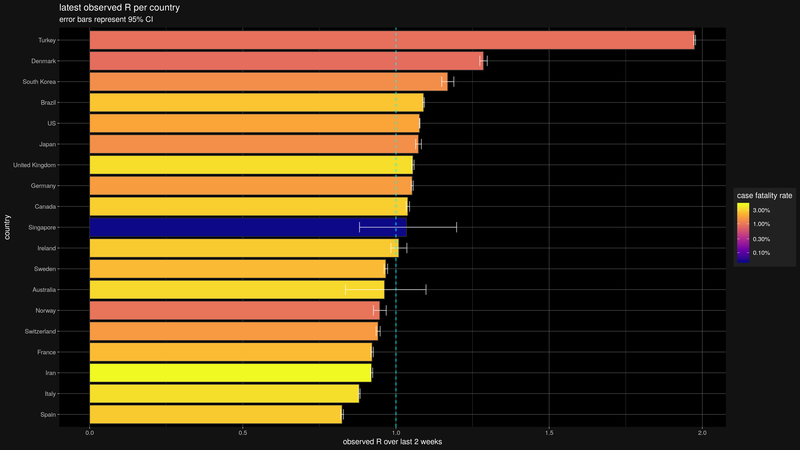 latest observed R per country
error bars represent 95% CI
Turkey
Denmark
South Korea
Brazil
US
Japan
United Kingdom
Germany
Canada
Singapore
Ireland
Sweden
Australia
Norway
Switzerland
France
Iran
Italy
Spain
country
0.0
0.5
1.0
1.5
2.0
observed R over last 2 weeks
case fatality rate
3.00%
1.00%
0.30%
0.10%